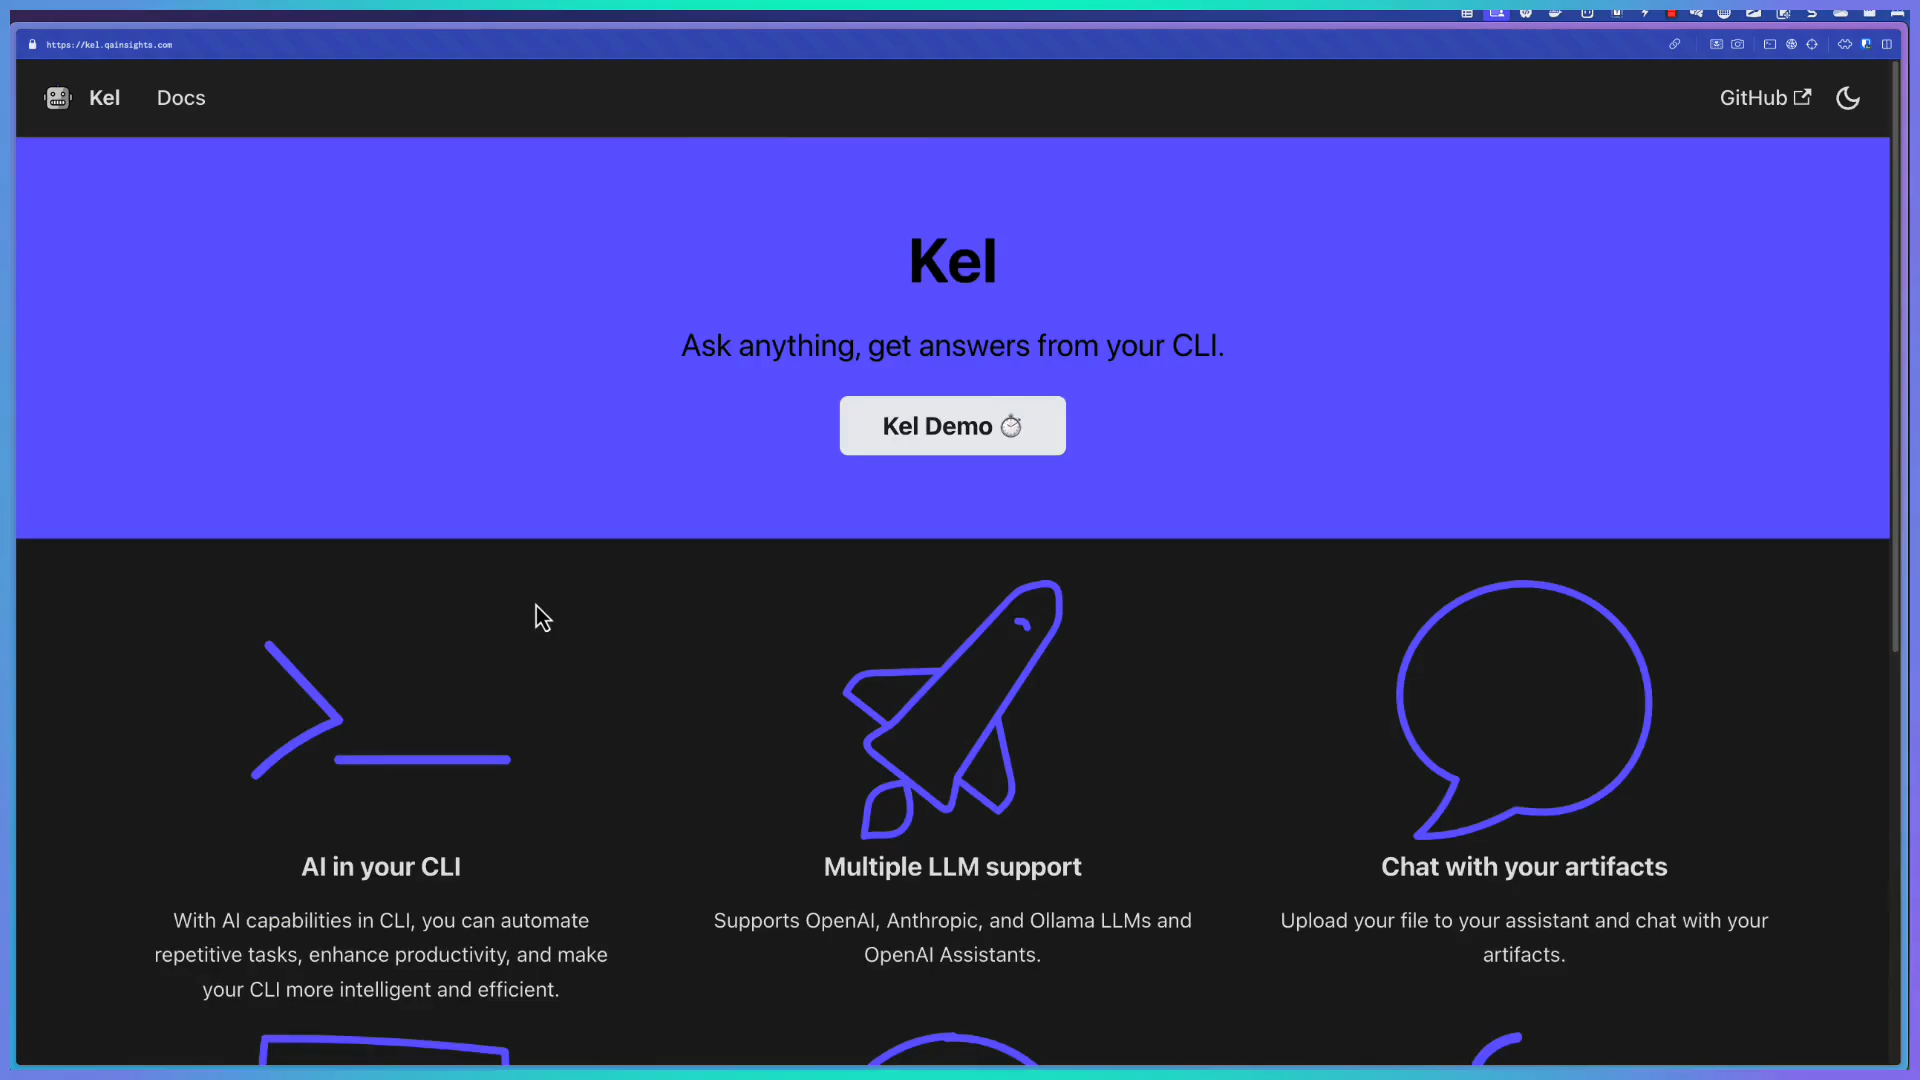 https://kel.qainsights.com
Kel
Docs
GitHub
Kel
Ask anything, get answers from your CLI.
Kel Demo
AI in your CLI
With AI capabilities in CLI, you can automate
repetitive tasks, enhance productivity, and make
your CLI more intelligent and efficient.
Multiple LLM support
Supports OpenAI, Anthropic, and Ollama LLMs and
OpenAI Assistants.
Chat with your artifacts
Upload your file to your assistant and chat with your
artifacts.